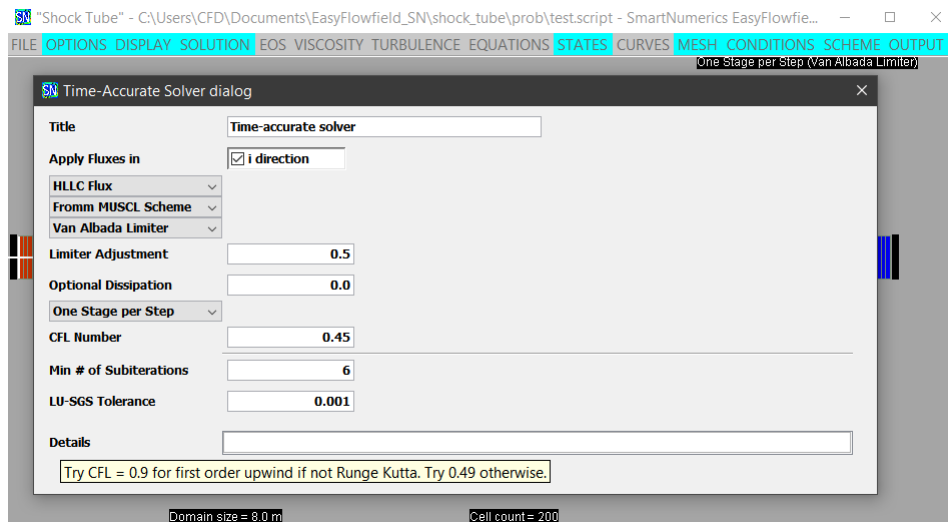 "Shock Tube" - C:\Users\CFD\Documents\EasyFlowfield_SN\shock_tube\prob\test.script - SmartNumerics EasyFlowfie...
FILE OPTIONS DISPLAY SOLUTION EOS VISCOSITY TURBULENCE EQUATIONS STATES CURVES MESH CONDITIONS SCHEME OUTPUT
One Stage per Step (Van Albada Limiter)
SN Time-Accurate Solver dialog
Title Time-accurate solver
Apply Fluxes in i direction
HLLC Flux
Fromm MUSCL Scheme
Van Albada Limiter
Limiter Adjustment 0.5
Optional Dissipation 0.0
One Stage per Step
CFL Number 0.45
Min # of Subiterations 6
LU-SGS Tolerance 0.001
Details
Try CFL = 0.9 for first order upwind if not Runge Kutta. Try 0.49 otherwise.
Domain size = 8.0 m Cell count = 200